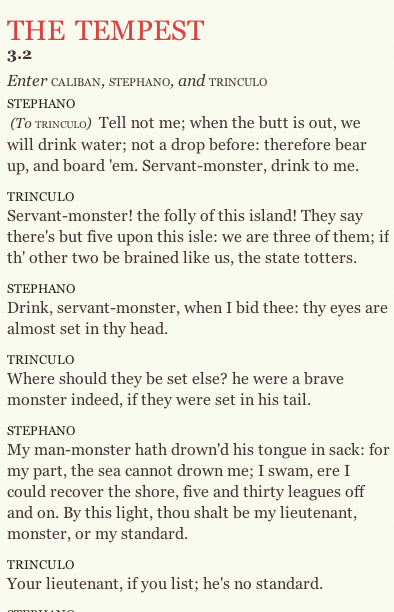 THE TEMPEST
3.2
Enter CALIBAN, STEPHANO, and TRINCULO
STEPHANO
(To TRINCULO) Tell not me; when the butt is out, we
will drink water; not a drop before: therefore bear
up, and board 'em. Servant-monster, drink to me.
TRINCULO
Servant-monster! the folly of this island! They say
there's but five upon this isle: we are three of them; if
th' other two be brained like us, the state totters.
STEPHANO
Drink, servant-monster, when I bid thee: thy eyes are
almost set in thy head.
TRINCULO
Where should they be set else? he were a brave
monster indeed, if they were set in his tail.
STEPHANO
My man-monster hath drown'd his tongue in sack: for
my part, the sea cannot drown me; I swam, ere I
could recover the shore, five and thirty leagues off
and on. By this light, thou shalt be my lieutenant,
monster, or my standard.
TRINCULO
Your lieutenant, if you list; he's no standard.
STEPHANO